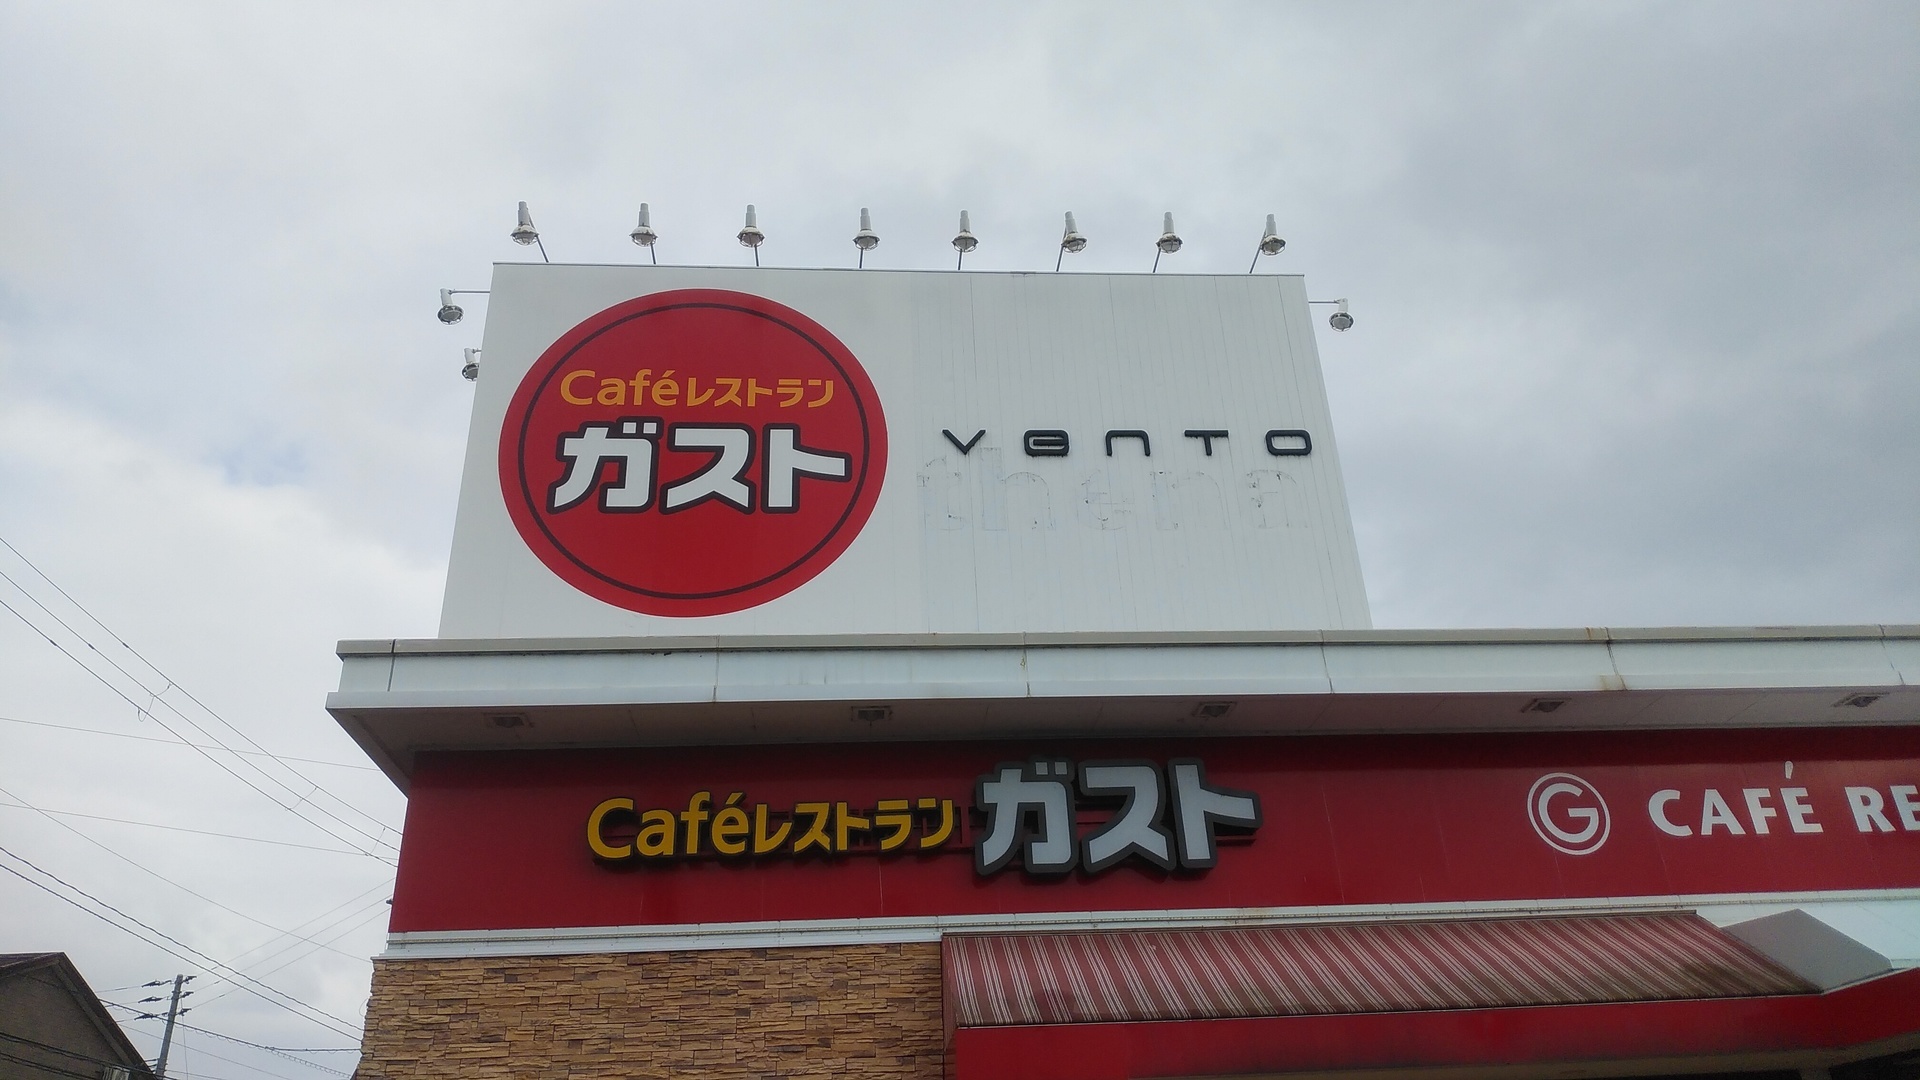 Caféレストラン
ガスト
vento
thena
Caféレストラン ガスト
G CAFÉ RE